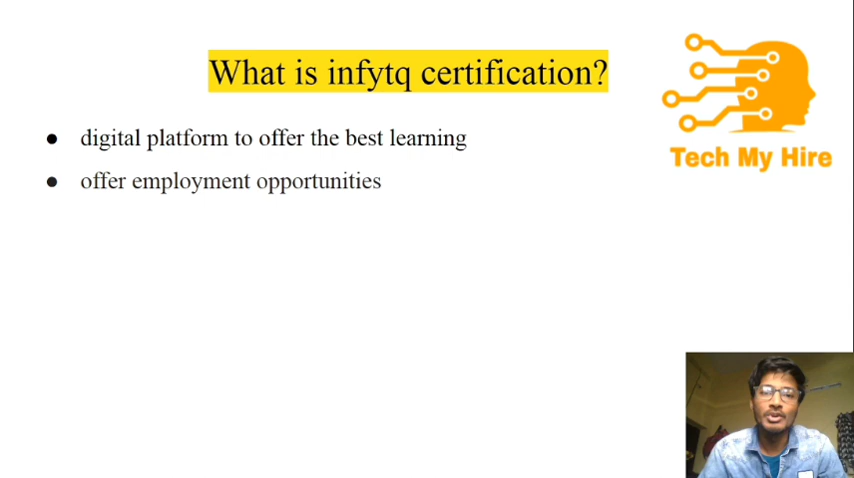 What is infytq certification?
● digital platform to offer the best learning
● offer employment opportunities
Tech My Hire